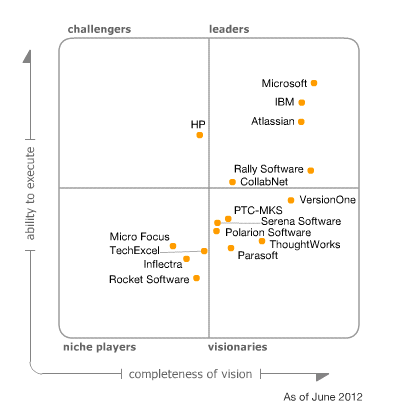 challengers
leaders
Microsoft
IBM
Atlassian
HP
Rally Software
CollabNet
VersionOne
PTC-MKS
Serena Software
Polarion Software
ThoughtWorks
Parasoft
Micro Focus
TechExcel
Inflectra
Rocket Software
ability to execute
niche players
visionaries
completeness of vision
As of June 2012